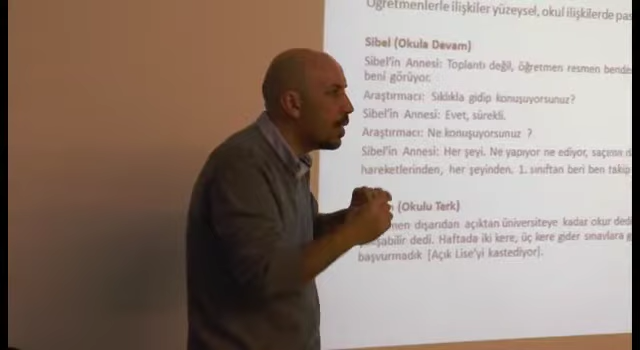 Öğretmenlerle ilişkiler yüzeysel, okul ilişkilerde pas
Sibel (Okula Devam)
Sibel'in Annesi: Toplantı değil, öğretmen resmen bende
beni görüyor.
Araştırmacı: Sıklıkla gidip konuşuyorsunuz?
Sibel'in Annesi: Evet, sürekli.
Araştırmacı: Ne konuşuyorsunuz ?
Sibel'in Annesi: Her şeyi. Ne yapıyor ne ediyor, saçına d
hareketlerinden, her şeyinden. 1. sınıftan beri ben takip
(Okulu Terk)
men dışarıdan açıktan üniversiteye kadar okur dedi
dedi. Haftada iki kere, üç kere gider sınavlara g
başvurmadık [Açık Lise'yi kastediyor].